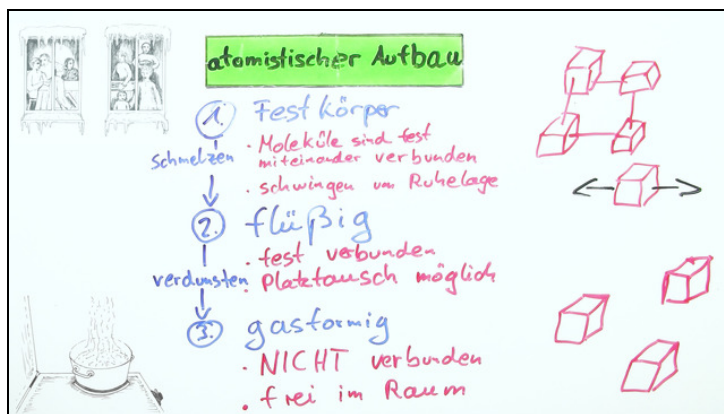 atomistischer Aufbau
1. Festkörper
· Moleküle sind fest
miteinander verbunden
schmelzen
· schwingen um Ruhelage
2. flüßig
· fest verbunden
verdunsten
· Platztausch möglich
3. gasförmig
· NICHT verbunden
· frei im Raum